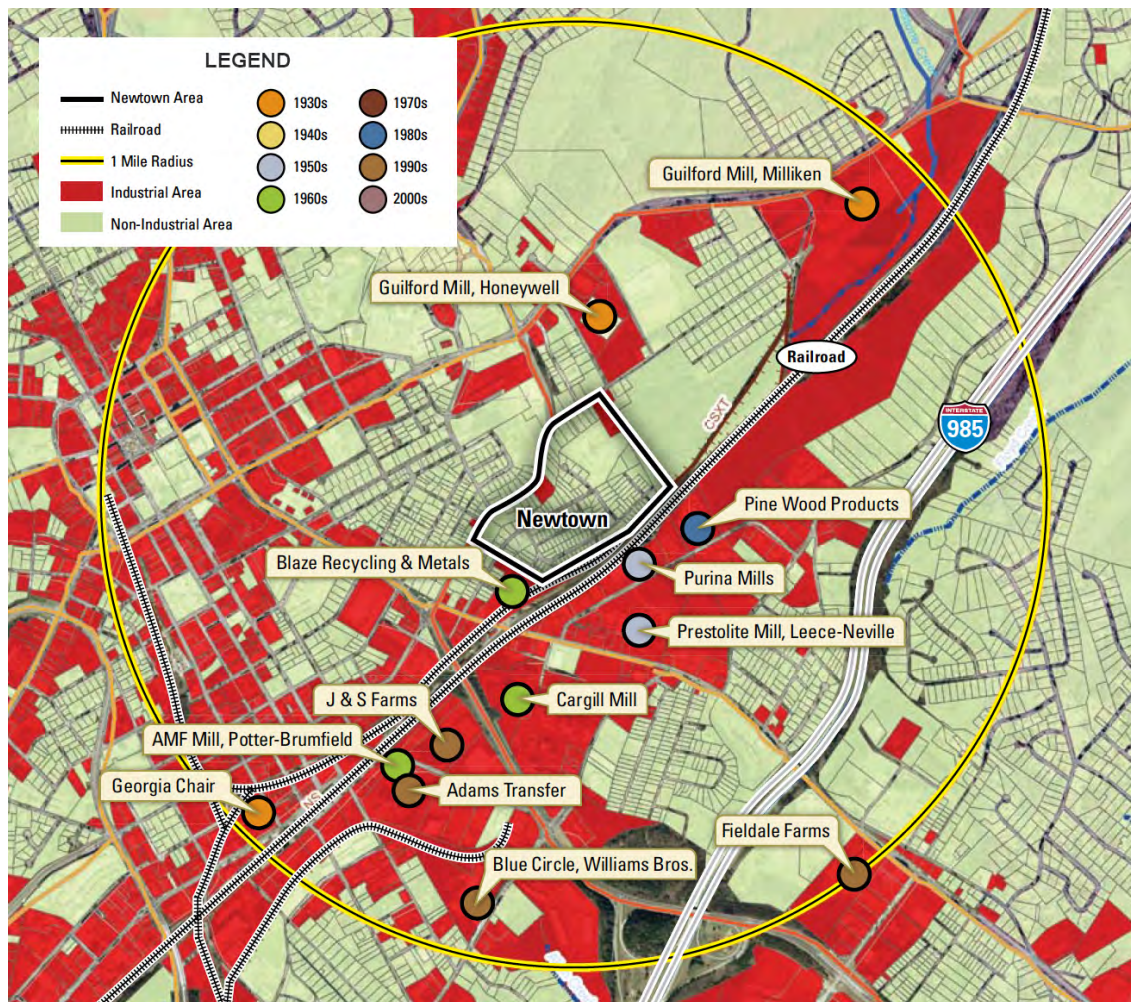 LEGEND
Newtown Area
Railroad
1 Mile Radius
Industrial Area
Non-Industrial Area
1930s
1940s
1950s
1960s
1970s
1980s
1990s
2000s
Guilford Mill, Milliken
Guilford Mill, Honeywell
Railroad
CSXT
INTERSTATE
985
Pine Wood Products
Newtown
Blaze Recycling & Metals
Purina Mills
Prestolite Mill, Leece-Neville
J & S Farms
Cargill Mill
AMF Mill, Potter-Brumfield
Georgia Chair
NS
Adams Transfer
Fieldale Farms
Blue Circle, Williams Bros.